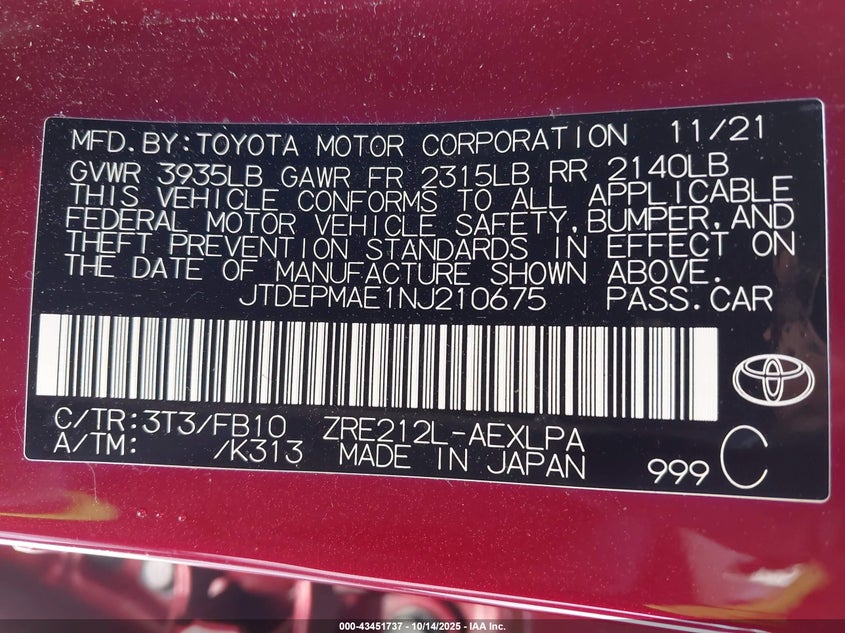 MFD. BY: TOYOTA MOTOR CORPORATION 11/21
GVWR 3935LB GAWR FR 2315LB RR 2140LB
THIS VEHICLE CONFORMS TO ALL APPLICABLE
FEDERAL MOTOR VEHICLE SAFETY, BUMPER, AND
THEFT PREVENTION STANDARDS IN EFFECT ON
THE DATE OF MANUFACTURE SHOWN ABOVE.
JTDEPMAE1NJ210675 PASS. CAR
C/TR: 3T3/FB10 ZRE212L-AEXLPA
A/TM: /K313 MADE IN JAPAN 999 C
000-43451737 - 10/14/2025 - IAA Inc.